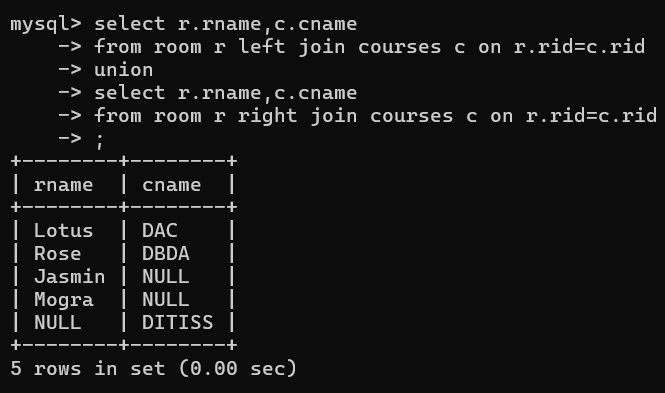 mysql> select r.rname,c.cname
    -> from room r left join courses c on r.rid=c.rid
    -> union
    -> select r.rname,c.cname
    -> from room r right join courses c on r.rid=c.rid
    -> ;
+--------+--------+
| rname  | cname  |
+--------+--------+
| Lotus  | DAC    |
| Rose   | DBDA   |
| Jasmin | NULL   |
| Mogra  | NULL   |
| NULL   | DITISS |
+--------+--------+
5 rows in set (0.00 sec)